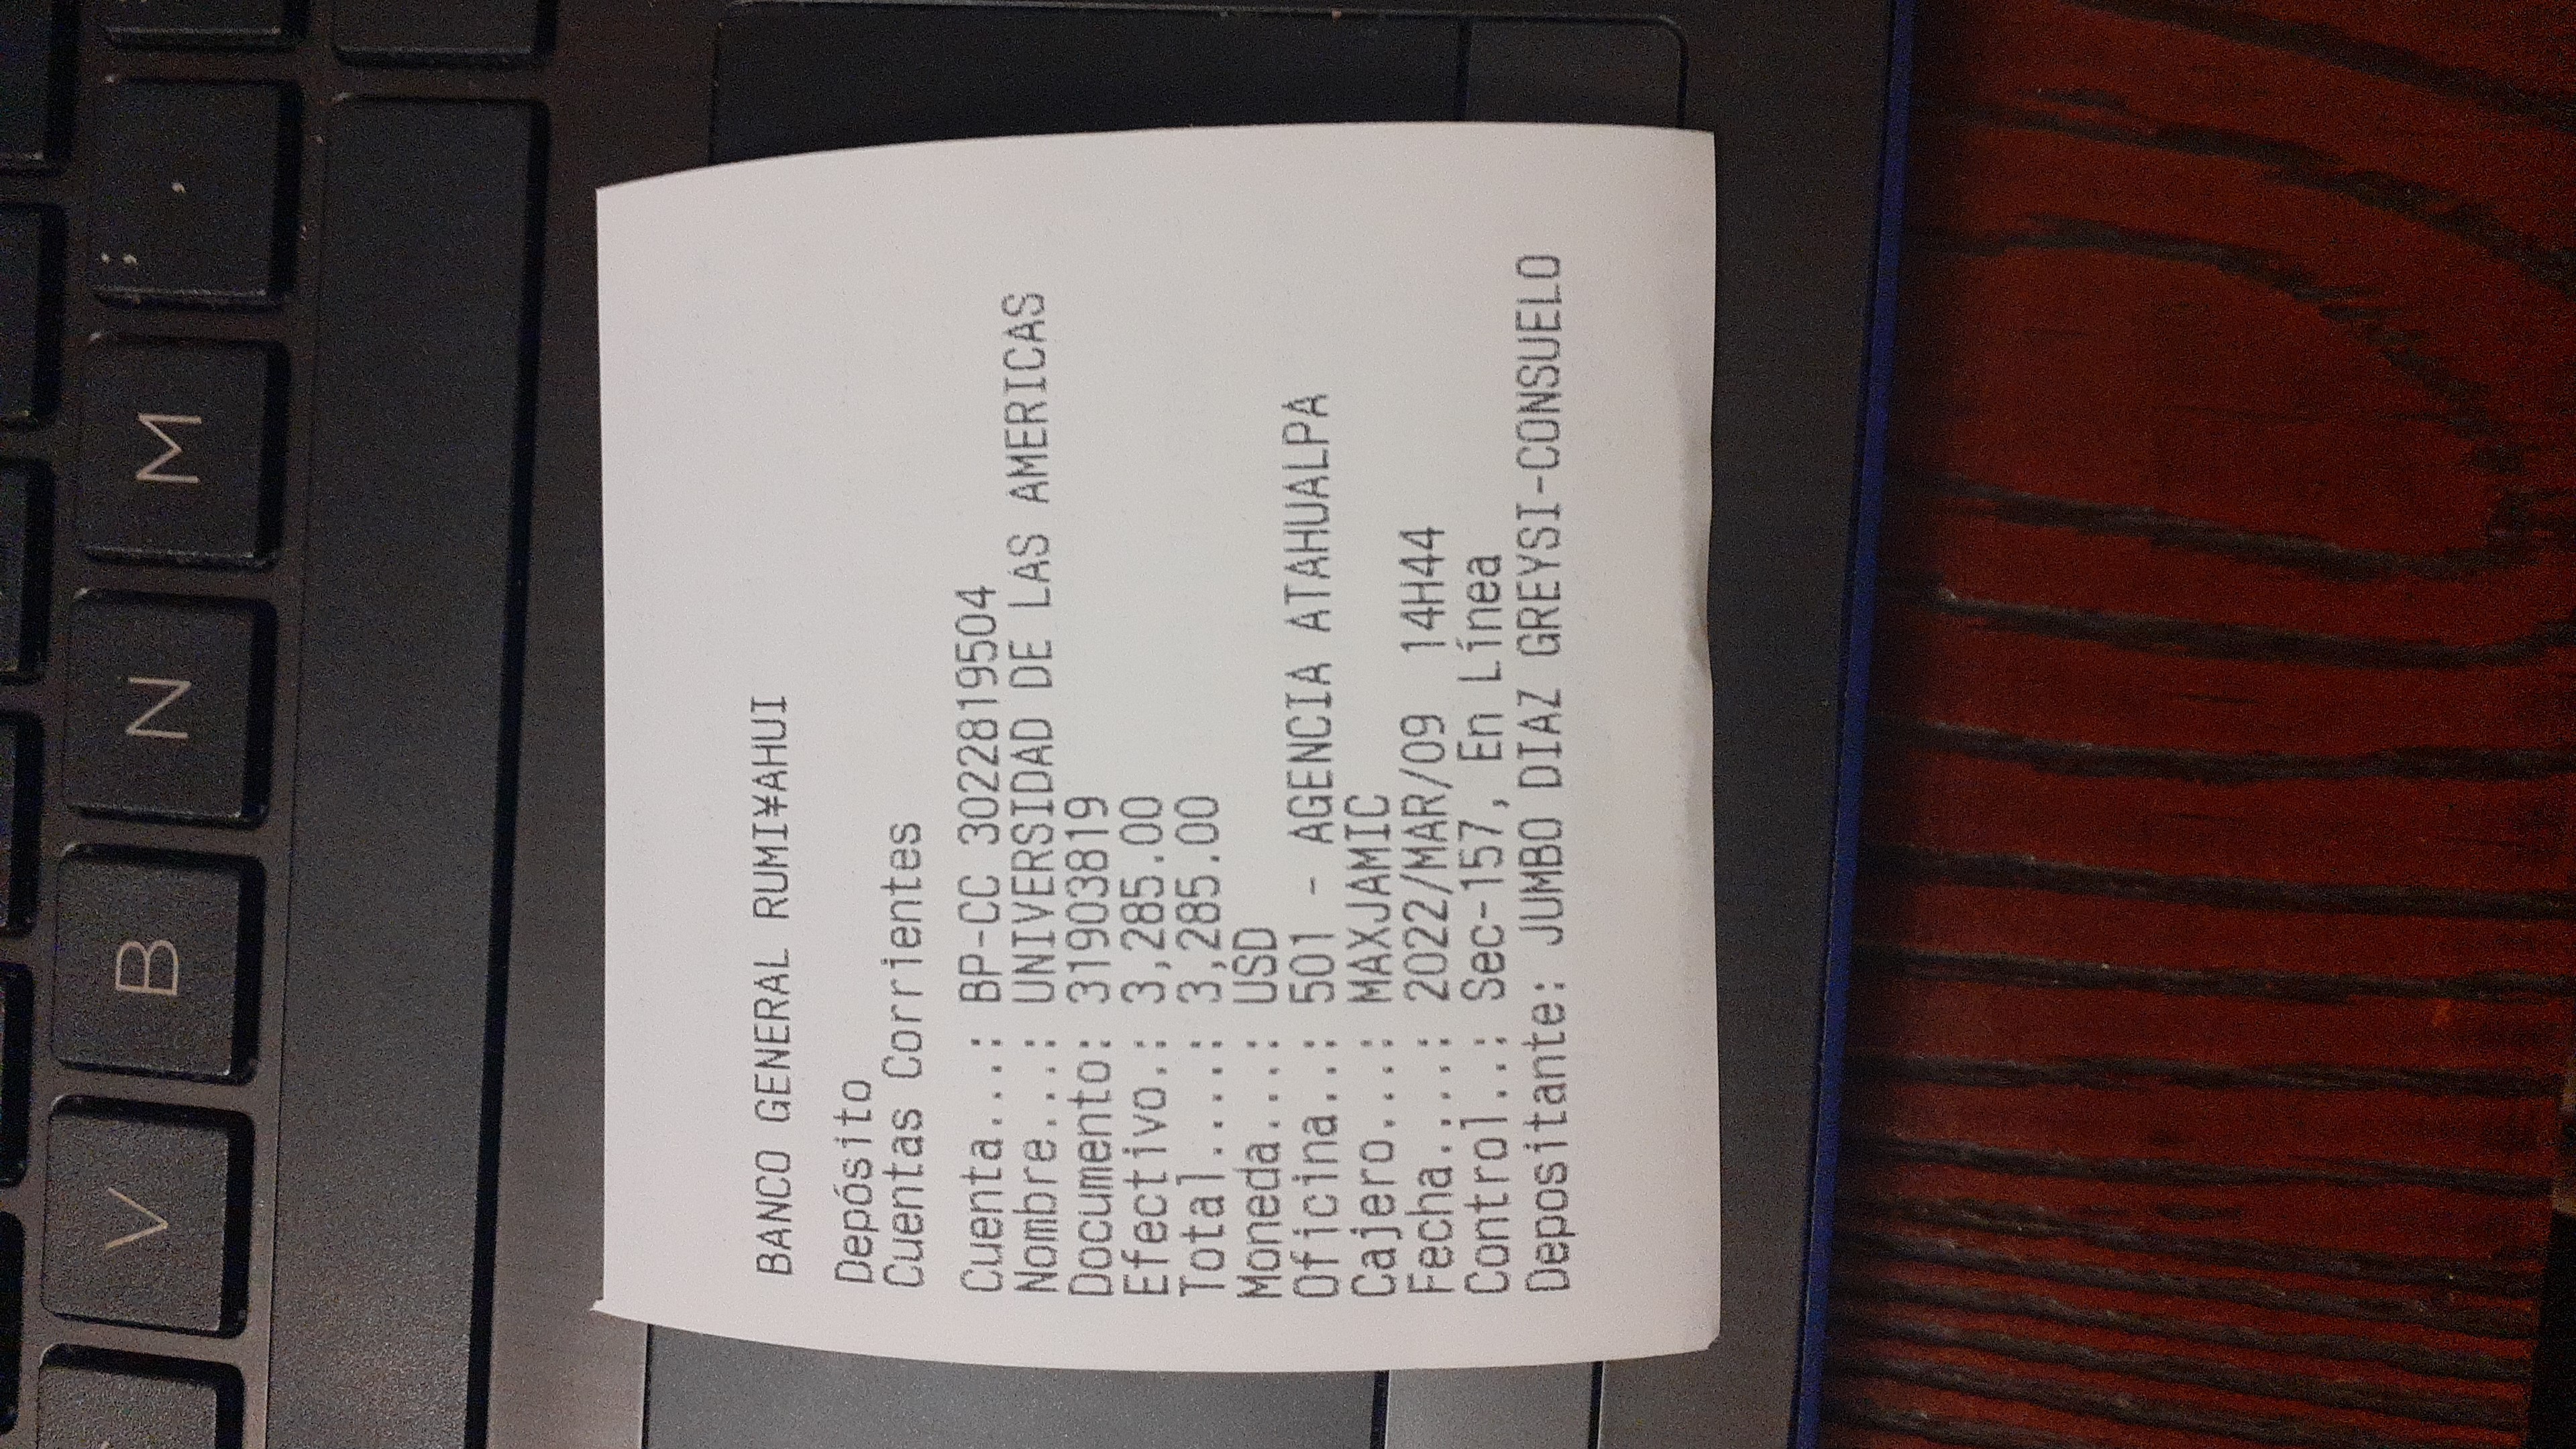 BANCO GENERAL RUMI¥AHUI
Depósito
Cuentas Corrientes
Cuenta....: BP-CC 3022819504
Nombre....: UNIVERSIDAD DE LAS AMERICAS
Documento: 31903819
Efectivo.: 3,285.00
Total.....: 3,285.00
Moneda....: USD
Oficina...: 501 - AGENCIA ATAHUALPA
Cajero....: MAXJAMIC
Fecha.....: 2022/MAR/09 14H44
Control...: Sec-157, En Línea
Depositante: JUMBO DIAZ GREYSI-CONSUELO
; ,
M
N
B
V